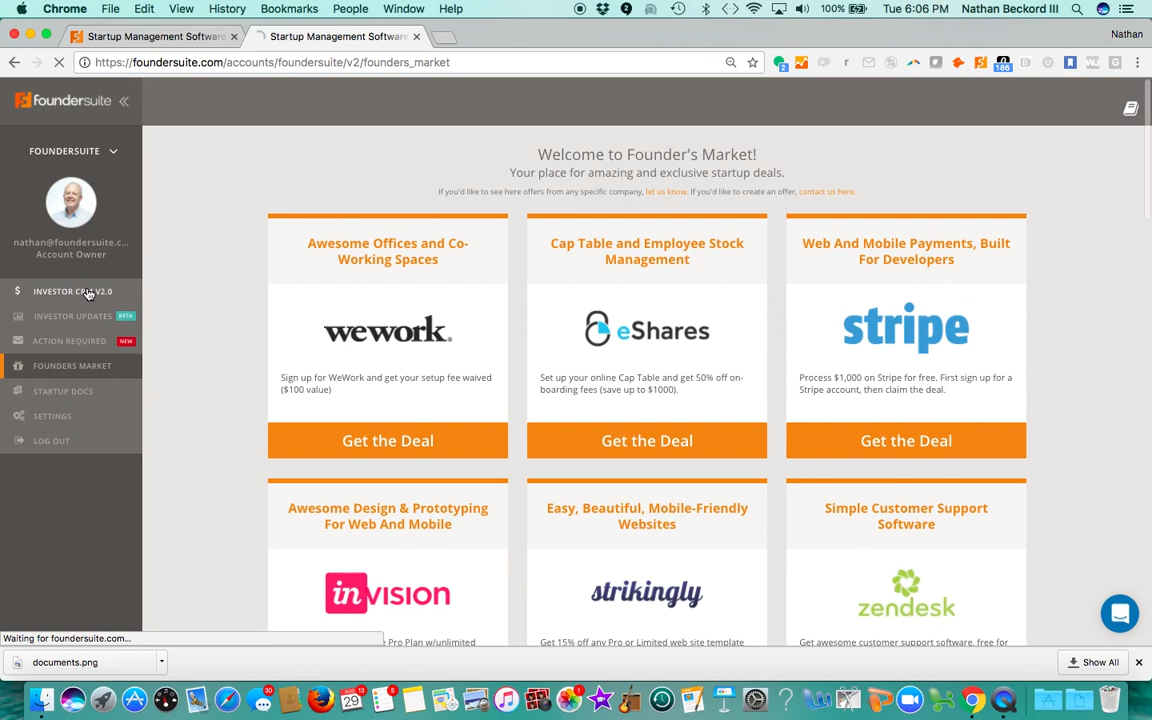 Chrome File Edit View History Bookmarks People Window Help 100% Tue 6:06 PM Nathan Beckord III
Startup Management Software Startup Management Software Nathan
https://foundersuite.com/accounts/foundersuite/v2/founders_market
foundersuite
FOUNDERSUITE
nathan@foundersuite.c...
Account Owner
INVESTOR CRM V2.0
INVESTOR UPDATES BETA
ACTION REQUIRED NEW
FOUNDERS MARKET
STARTUP DOCS
SETTINGS
LOG OUT
Welcome to Founder's Market!
Your place for amazing and exclusive startup deals.
If you'd like to see here offers from any specific company, let us know. If you'd like to create an offer, contact us here.
Awesome Offices and Co-
Working Spaces
wework.
Sign up for WeWork and get your setup fee waived
($100 value)
Get the Deal
Cap Table and Employee Stock
Management
eShares
Set up your online Cap Table and get 50% off on-
boarding fees (save up to $1000).
Get the Deal
Web And Mobile Payments, Built
For Developers
stripe
Process $1,000 on Stripe for free. First sign up for a
Stripe account, then claim the deal.
Get the Deal
Awesome Design & Prototyping
For Web And Mobile
invision
e Pro Plan w/unlimited
Easy, Beautiful, Mobile-Friendly
Websites
strikingly
Get 15% off any Pro or Limited web site template
Simple Customer Support
Software
zendesk
Get awesome customer support software, free for
Waiting for foundersuite.com...
documents.png
Show All